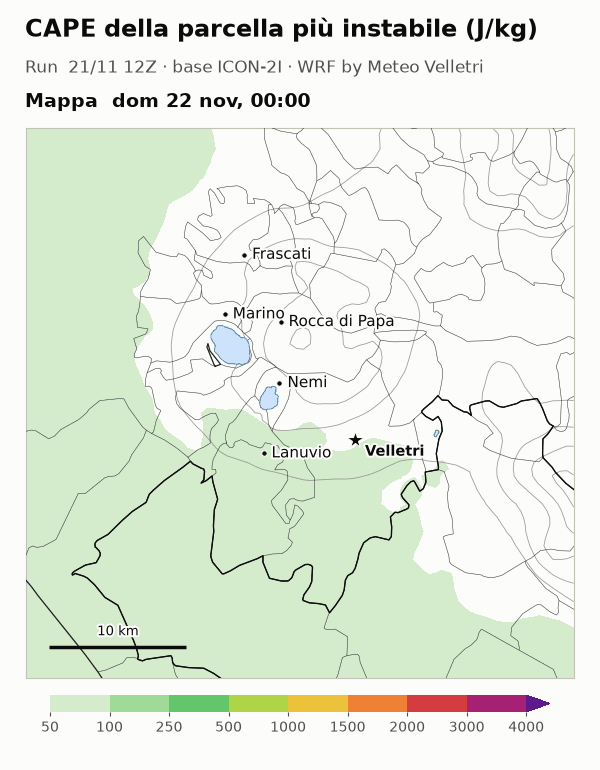 CAPE della parcella più instabile (J/kg)
Run  21/11 12Z · base ICON-2I · WRF by Meteo Velletri
Mappa  dom 22 nov, 00:00
Frascati
Marino
Rocca di Papa
Nemi
Velletri
Lanuvio
10 km
50 100 250 500 1000 1500 2000 3000 4000